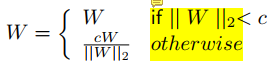 W = { W if || W ||₂< c
cW / ||W||₂ otherwise